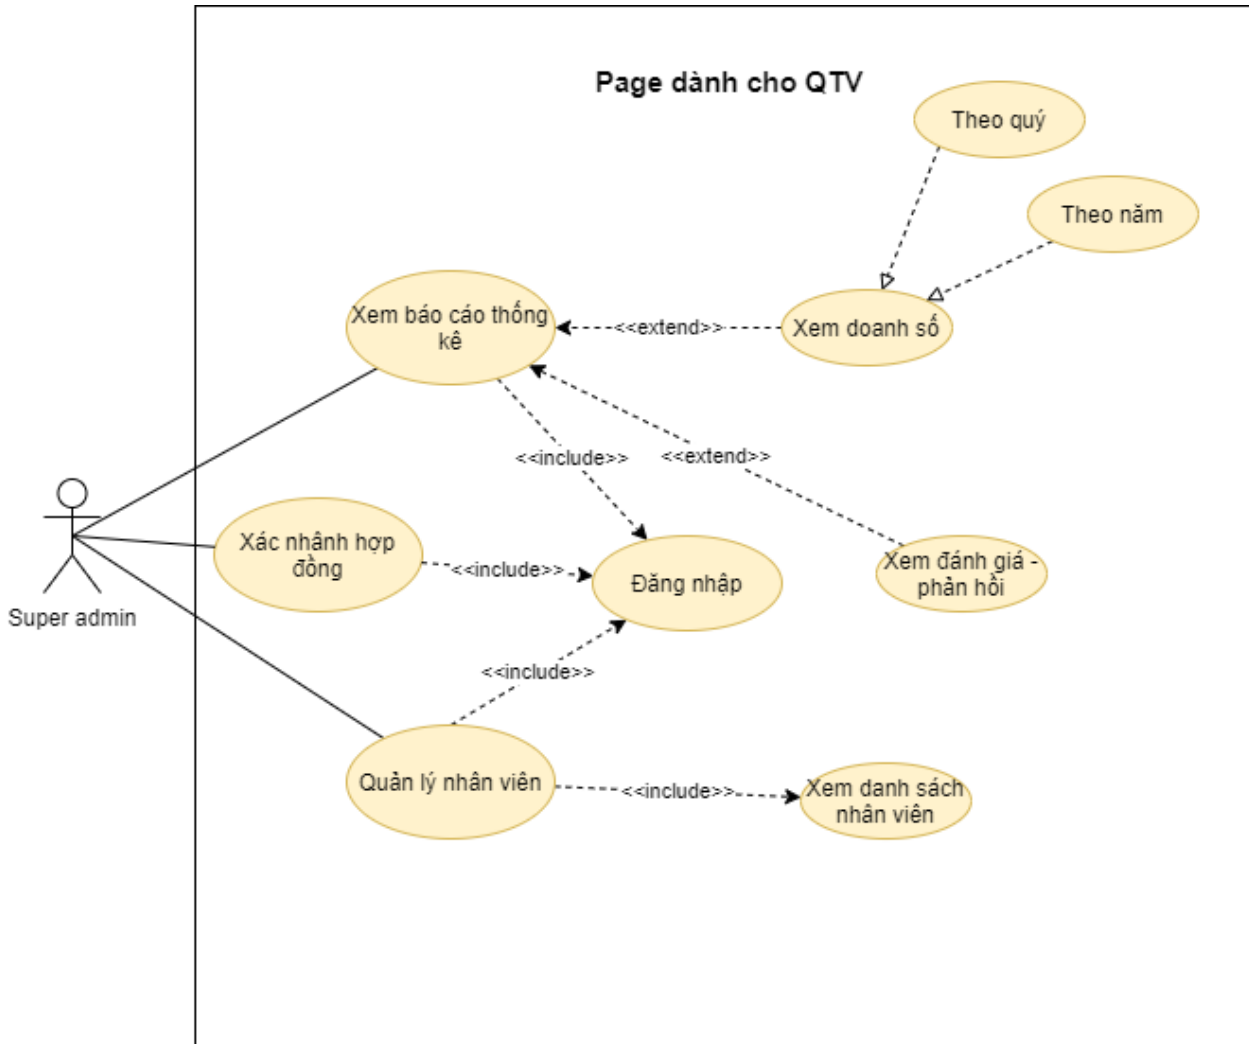 Page dành cho QTV
Theo quý
Theo năm
Xem báo cáo thống
kê
<<extend>>
Xem doanh số
<<include>>
<<extend>>
Xác nhânh hợp
đồng
<<include>>
Đăng nhập
Xem đánh giá -
phản hồi
Super admin
<<include>>
Quản lý nhân viên
<<include>>
Xem danh sách
nhân viên